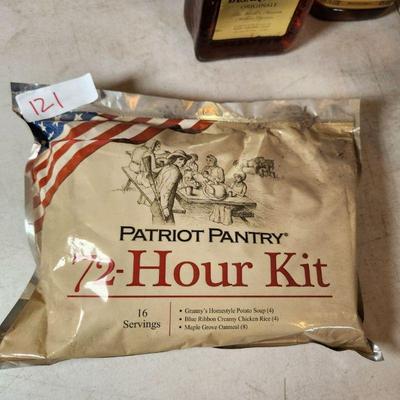 ORIGINALE
121
PATRIOT PANTRY®
72-Hour Kit
16
Servings
• Granny's Homestyle Potato Soup (4)
• Blue Ribbon Creamy Chicken Rice (4)
• Maple Grove Oatmeal (8)